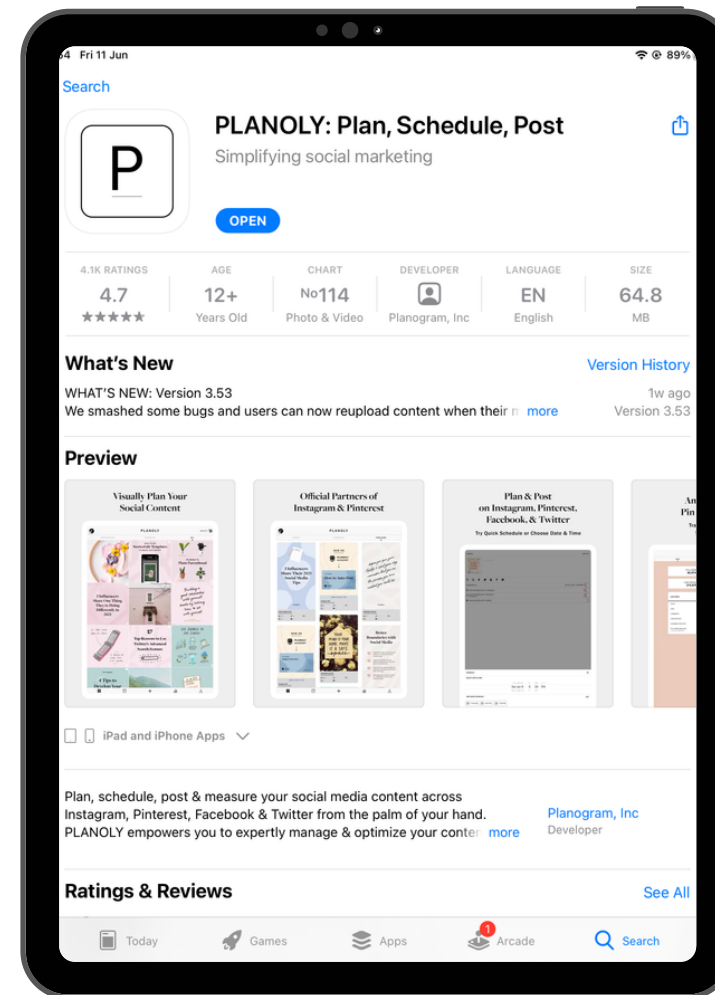 54 Fri 11 Jun
89%
Search
P
PLANOLY: Plan, Schedule, Post
Simplifying social marketing
OPEN
4.1K RATINGS
AGE
CHART
DEVELOPER
LANGUAGE
SIZE
4.7
12+
No114
EN
64.8
Years Old
Photo & Video
Planogram, Inc
English
MB
What's New
Version History
WHAT'S NEW: Version 3.53
1w ago
We smashed some bugs and users can now reupload content when their
more
Version 3.53
Preview
Visually Plan Your
Social Content
PLANOLY
Official Partners of
Instagram & Pinterest
PLANOLY
Plan & Post
on Instagram, Pinterest,
Facebook, & Twitter
Try Quick Schedule or Choose Date & Time
An
Pin
iPad and iPhone Apps
Plan, schedule, post & measure your social media content across
Instagram, Pinterest, Facebook & Twitter from the palm of your hand.
PLANOLY empowers you to expertly manage & optimize your conten
more
Planogram, Inc
Developer
Ratings & Reviews
See All
Today
Games
Apps
1
Arcade
Search